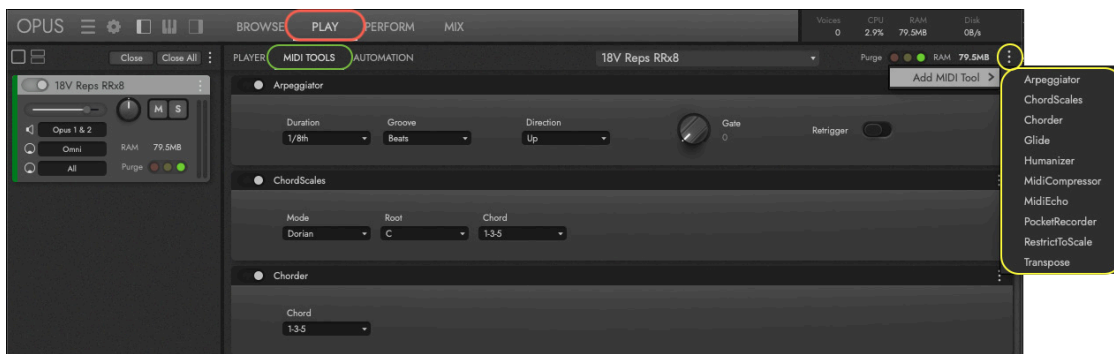 OPUS BROWSE PLAY PERFORM MIX Voices CPU RAM Disk
0 2.9% 79.5MB 0B/s
Close Close All PLAYER MIDI TOOLS AUTOMATION 18V Reps RRx8 Purge RAM 79.5MB
Add MIDI Tool >
18V Reps RRx8
M S
Opus 1 & 2
Omni RAM 79.5MB
All Purge
Arpeggiator
Duration Groove Direction Gate Retrigger
1/8th Beats Up 0
ChordScales
Mode Root Chord
Dorian C 1-3-5
Chorder
Chord
1-3-5
Arpeggiator
ChordScales
Chorder
Glide
Humanizer
MidiCompressor
MidiEcho
PocketRecorder
RestrictToScale
Transpose